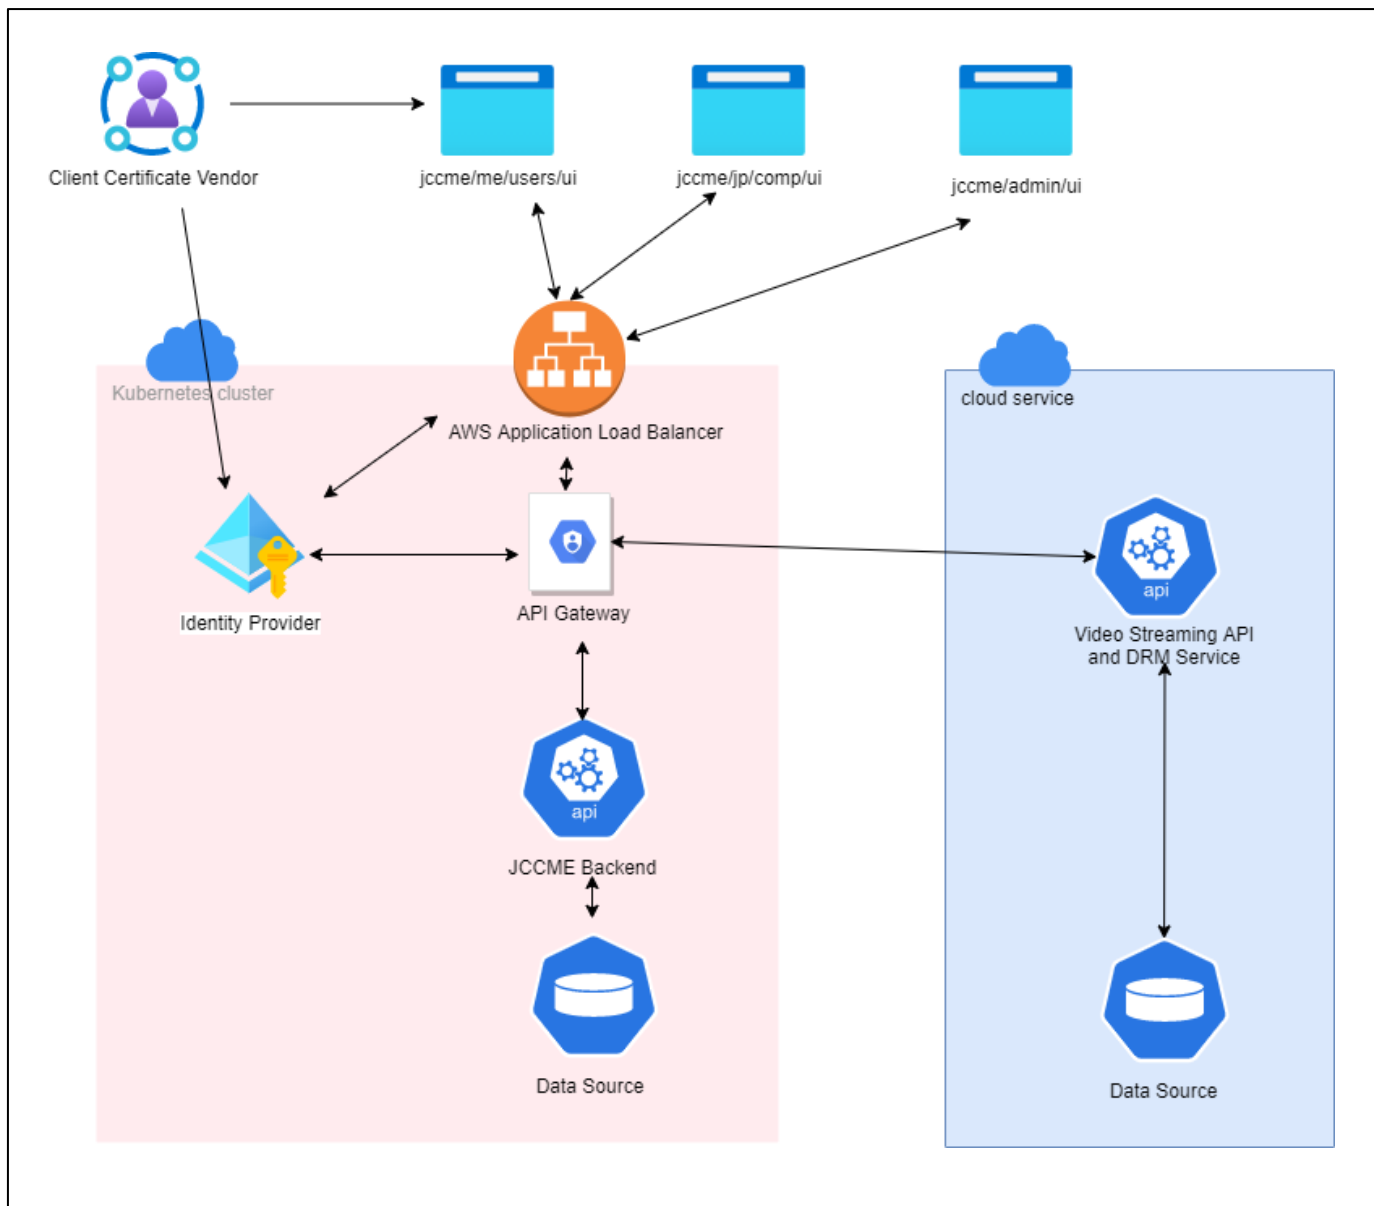 Client Certificate Vendor
jccme/me/users/ui
jccme/jp/comp/ui
jccme/admin/ui
Kubernetes cluster
cloud service
AWS Application Load Balancer
Identity Provider
API Gateway
api
Video Streaming API
and DRM Service
api
JCCME Backend
Data Source
Data Source